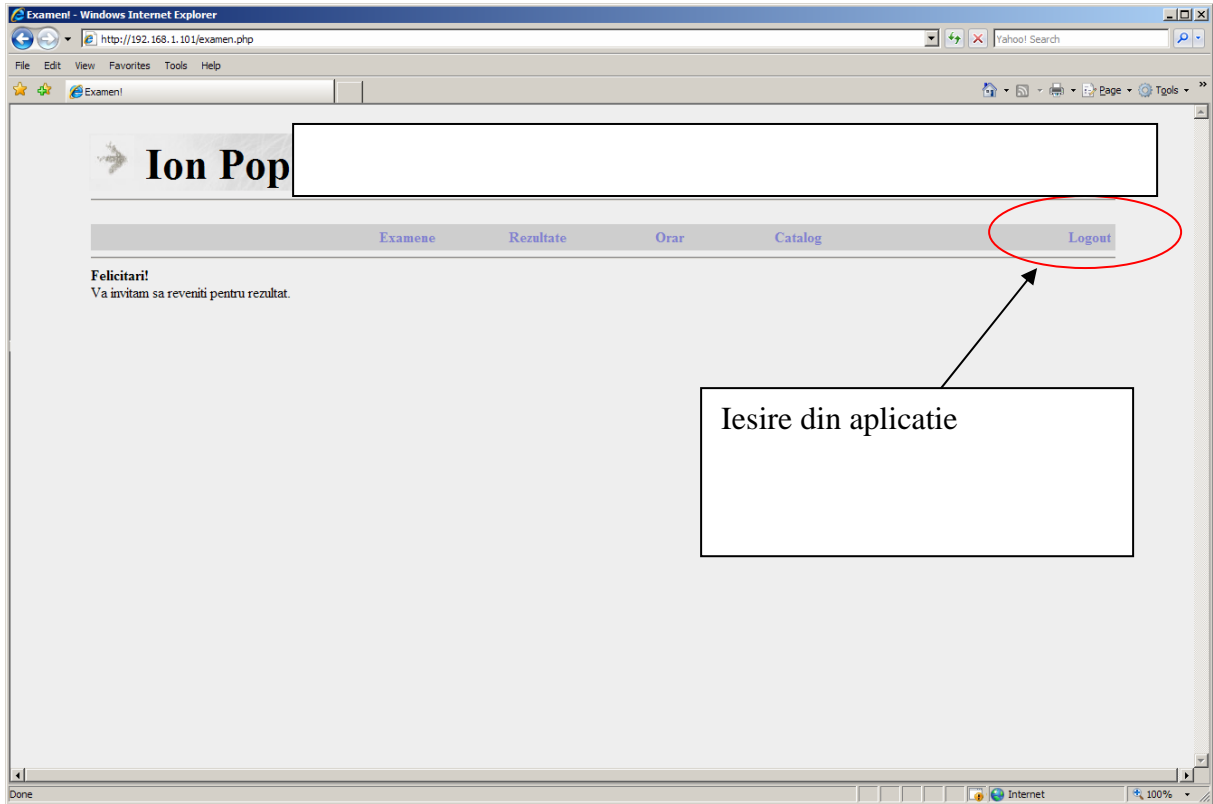 Examen! - Windows Internet Explorer
http://192.168.1.101/examen.php
Yahoo! Search
File Edit View Favorites Tools Help
Examen!
Page Tools
Ion Pop
Examene Rezultate Orar Catalog Logout
Felicitari!
Va invitam sa reveniti pentru rezultat.
Iesire din aplicatie
Done
Internet
100%